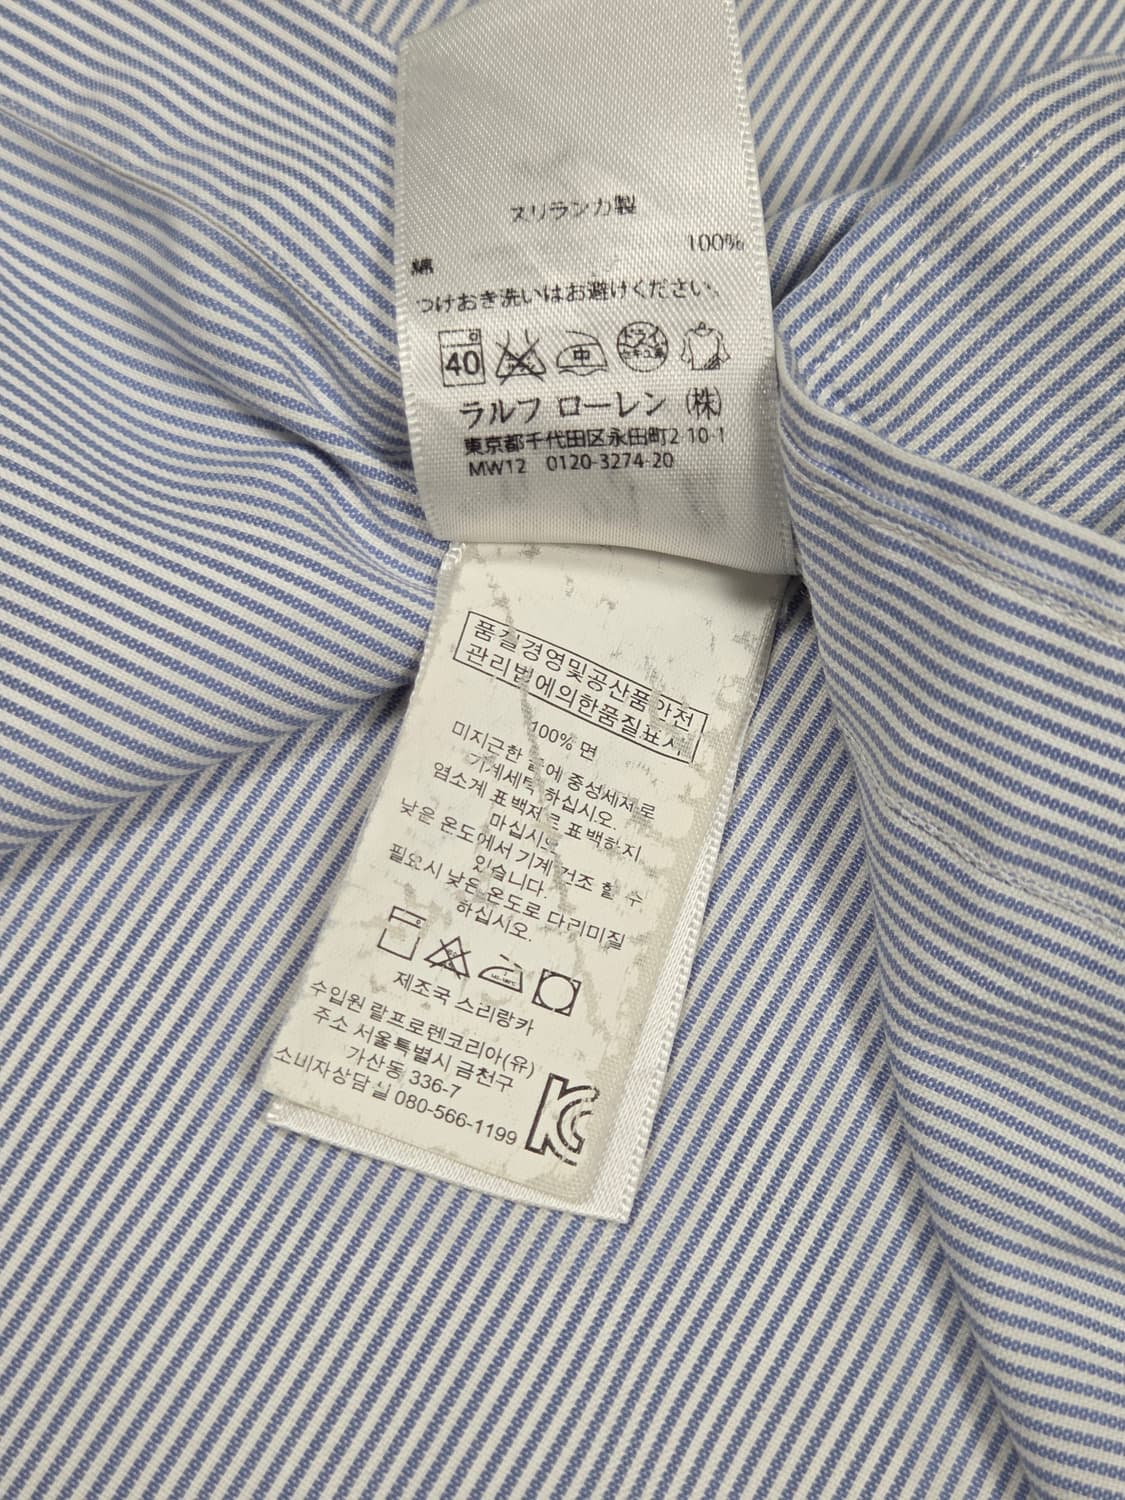 スリランカ製
綿 100%
つけおき洗いはお避けください。
40 中 ドライ セキユ系
ラルフ ローレン (株)
東京都千代田区永田町2-10-1
MW12 0120-3274-20
품질경영및공산품안전
관리법에의한품질표시
100% 면
미지근한 물에 중성세제로
기계세탁 하십시오.
염소계 표백제로 표백하지
마십시오
낮은 온도에서 기계 건조 할 수
있습니다.
필요시 낮은 온도로 다리미질
하십시오.
제조국 스리랑카
수입원 랄프로렌코리아(유)
주소 서울특별시 금천구
가산동 336-7
소비자상담실 080-566-1199
KC